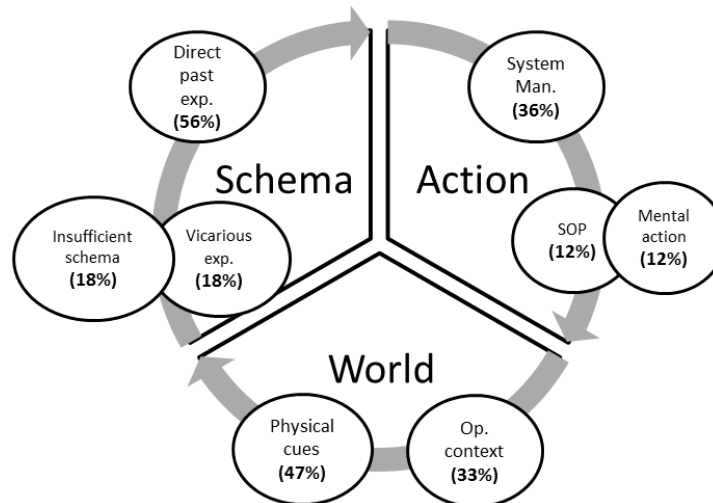 Direct
past
exp.
(56%)
System
Man.
(36%)
Schema
Action
Insufficient
schema
(18%)
Vicarious
exp.
(18%)
SOP
(12%)
Mental
action
(12%)
World
Physical
cues
(47%)
Op.
context
(33%)